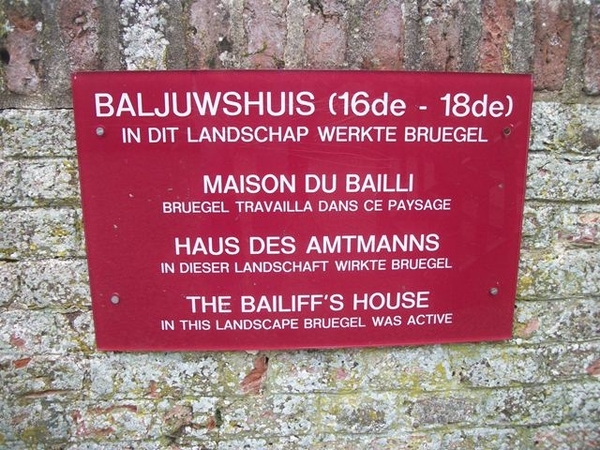 BALJUWSHUIS (16de - 18de)
IN DIT LANDSCHAP WERKTE BRUEGEL
MAISON DU BAILLI
BRUEGEL TRAVAILLA DANS CE PAYSAGE
HAUS DES AMTMANNS
IN DIESER LANDSCHAFT WIRKTE BRUEGEL
THE BAILIFF'S HOUSE
IN THIS LANDSCAPE BRUEGEL WAS ACTIVE